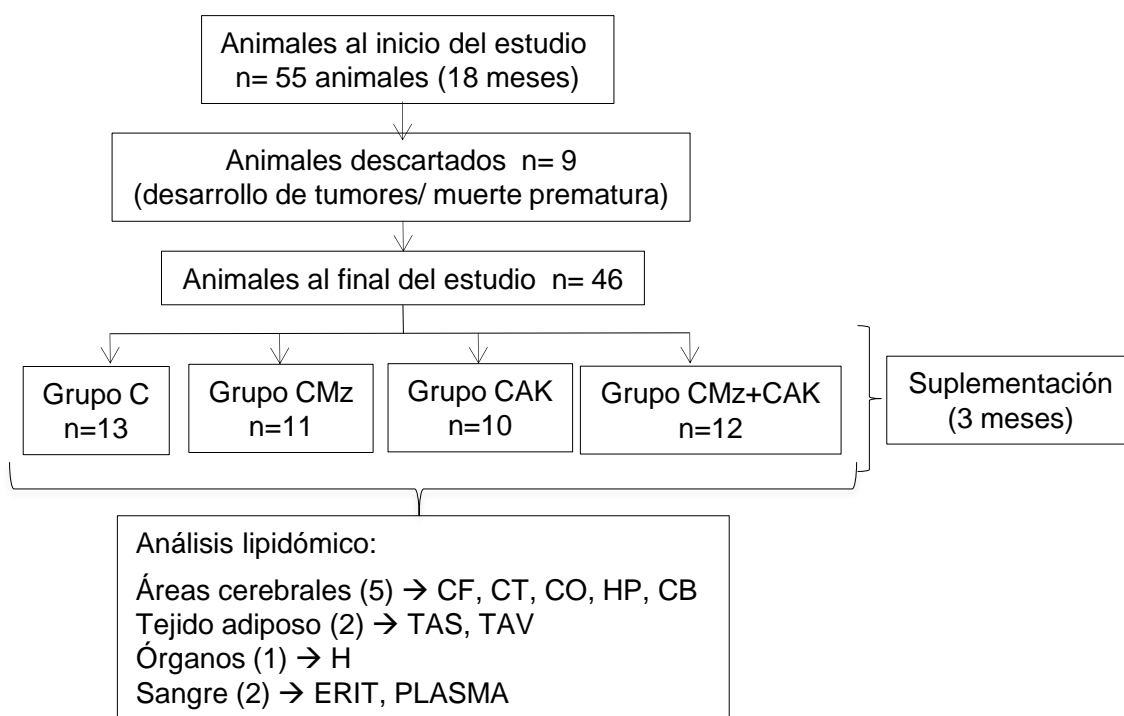 Animales al inicio del estudio
n= 55 animales (18 meses)
Animales descartados n= 9
(desarrollo de tumores/ muerte prematura)
Animales al final del estudio n= 46
Grupo C
n=13
Grupo CMz
n=11
Grupo CAK
n=10
Grupo CMz+CAK
n=12
Suplementación
(3 meses)
Análisis lipidómico:
Áreas cerebrales (5) → CF, CT, CO, HP, CB
Tejido adiposo (2) → TAS, TAV
Órganos (1) → H
Sangre (2) → ERIT, PLASMA